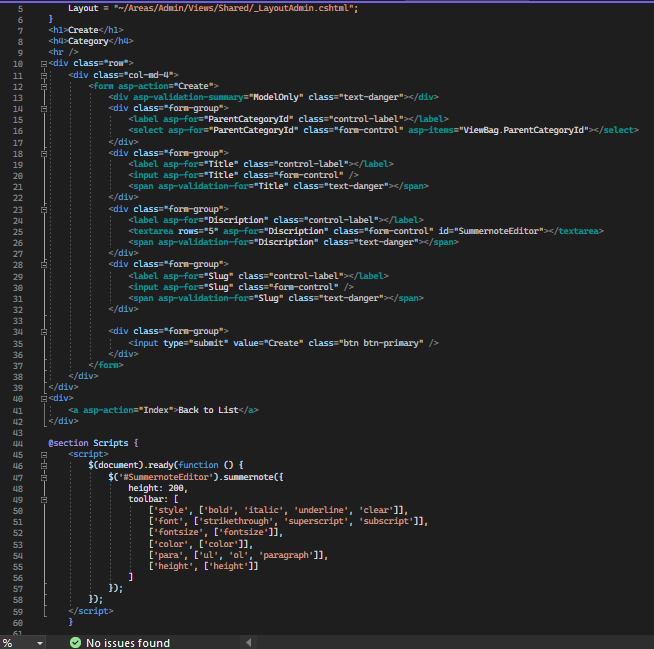 5 Layout = "~/Areas/Admin/Views/Shared/_LayoutAdmin.cshtml";
6 }
7 <h1>Create</h1>
8 <h4>Category</h4>
9 <hr />
10 <div class="row">
11 <div class="col-md-4">
12 <form asp-action="Create">
13 <div asp-validation-summary="ModelOnly" class="text-danger"></div>
14 <div class="form-group">
15 <label asp-for="ParentCategoryId" class="control-label"></label>
16 <select asp-for="ParentCategoryId" class="form-control" asp-items="ViewBag.ParentCategoryId"></select>
17 </div>
18 <div class="form-group">
19 <label asp-for="Title" class="control-label"></label>
20 <input asp-for="Title" class="form-control" />
21 <span asp-validation-for="Title" class="text-danger"></span>
22 </div>
23 <div class="form-group">
24 <label asp-for="Discription" class="control-label"></label>
25 <textarea rows="5" asp-for="Discription" class="form-control" id="SummernoteEditor"></textarea>
26 <span asp-validation-for="Discription" class="text-danger"></span>
27 </div>
28 <div class="form-group">
29 <label asp-for="Slug" class="control-label"></label>
30 <input asp-for="Slug" class="form-control" />
31 <span asp-validation-for="Slug" class="text-danger"></span>
32 </div>
33
34 <div class="form-group">
35 <input type="submit" value="Create" class="btn btn-primary" />
36 </div>
37 </form>
38 </div>
39 </div>
40 <div>
41 <a asp-action="Index">Back to List</a>
42 </div>
43
44 @section Scripts {
45 <script>
46 $(document).ready(function () {
47 $('#SummernoteEditor').summernote({
48 height: 200,
49 toolbar: [
50 ['style', ['bold', 'italic', 'underline', 'clear']],
51 ['font', ['strikethrough', 'superscript', 'subscript']],
52 ['fontsize', ['fontsize']],
53 ['color', ['color']],
54 ['para', ['ul', 'ol', 'paragraph']],
55 ['height', ['height']]
56 ]
57 });
58 });
59 </script>
60 }
61
% No issues found